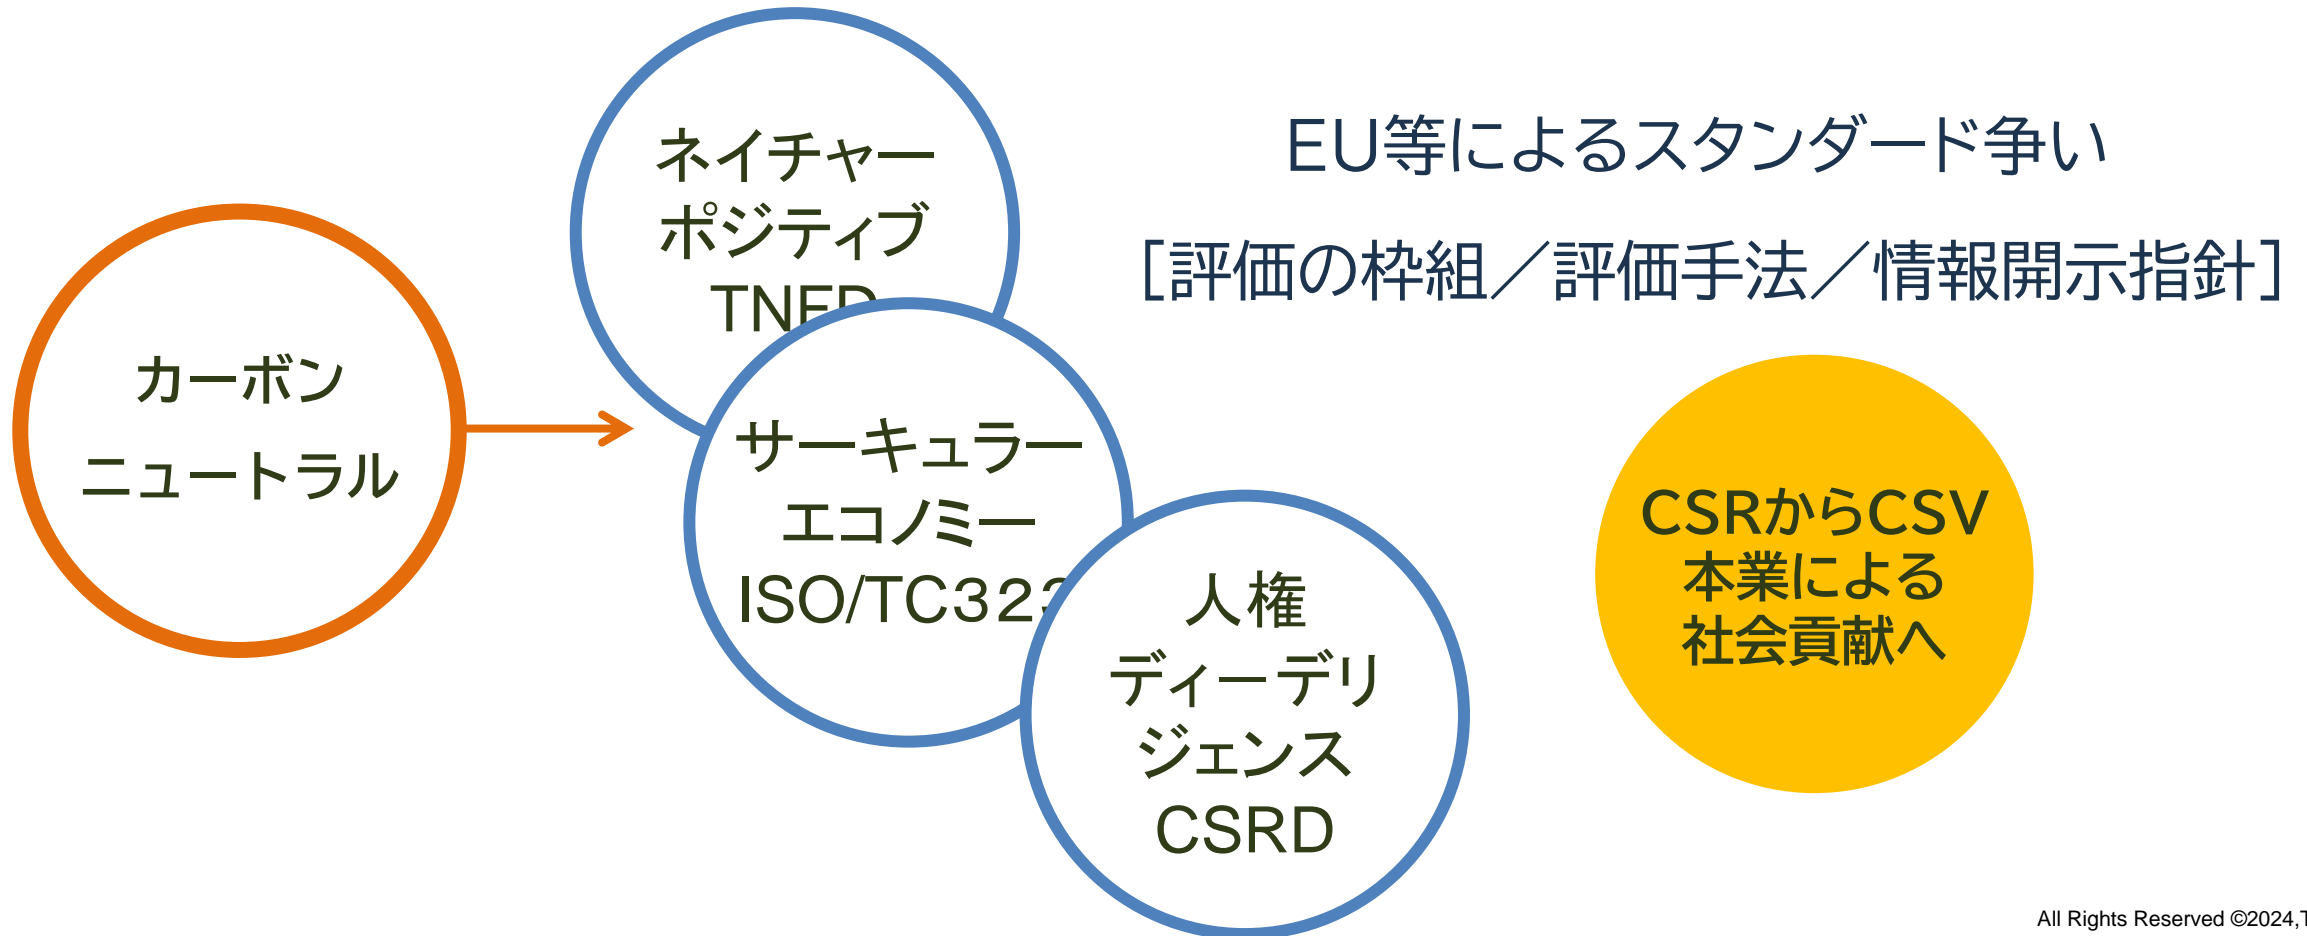 カーボン
ニュートラル
ネイチャー
ポジティブ
サーキュラー
エコノミー
ISO/TC323
人権
ディーデリ
ジェンス
CSRD
EU等によるスタンダード争い
［評価の枠組／評価手法／情報開示指針］
CSRからCSV
本業による
社会貢献へ
All Rights Reserved ©2024,